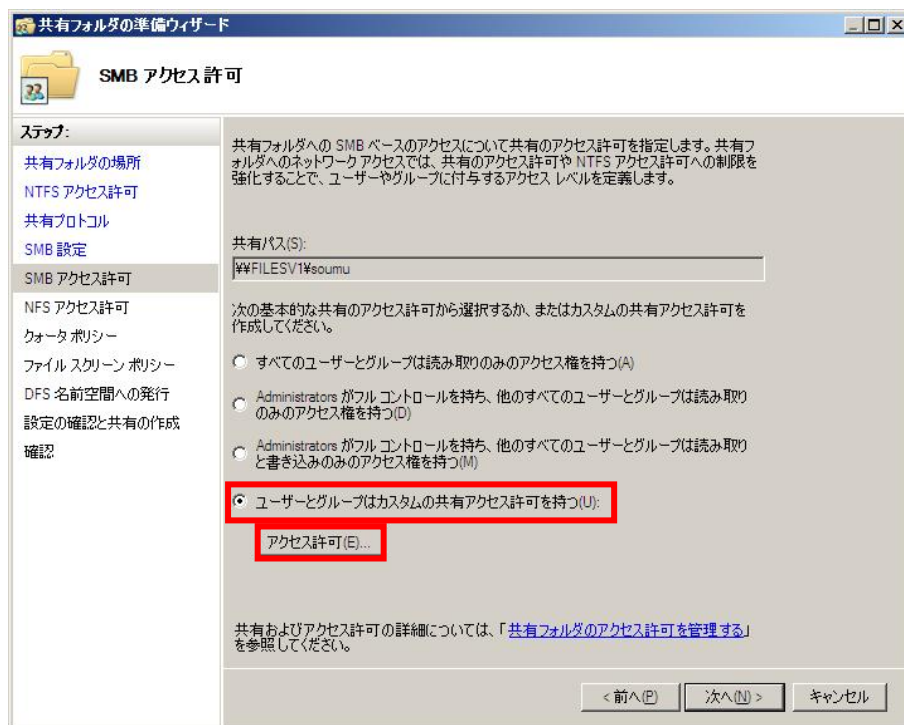 共有フォルダの準備ウィザード
SMB アクセス許可
ステップ:
共有フォルダの場所
NTFS アクセス許可
共有プロトコル
SMB 設定
SMB アクセス許可
NFS アクセス許可
クォータ ポリシー
ファイル スクリーン ポリシー
DFS 名前空間への発行
設定の確認と共有の作成
確認
共有フォルダへの SMB ベースのアクセスについて共有のアクセス許可を指定します。共有フ
ォルダへのネットワーク アクセスでは、共有のアクセス許可や NTFS アクセス許可への制限を
強化することで、ユーザーやグループに付与するアクセス レベルを定義します。
共有パス(S):
¥¥FILESV1¥soumu
次の基本的な共有のアクセス許可から選択するか、またはカスタムの共有アクセス許可を
作成してください。
すべてのユーザーとグループは読み取りのみのアクセス権を持つ(A)
Administrators がフル コントロールを持ち、他のすべてのユーザーとグループは読み取り
のみのアクセス権を持つ(D)
Administrators がフル コントロールを持ち、他のすべてのユーザーとグループは読み取り
と書き込みのみのアクセス権を持つ(M)
ユーザーとグループはカスタムの共有アクセス許可を持つ(U):
アクセス許可(E)...
共有およびアクセス許可の詳細については、「共有フォルダのアクセス許可を管理する」
を参照してください。
< 前へ(P)
次へ(N) >
キャンセル